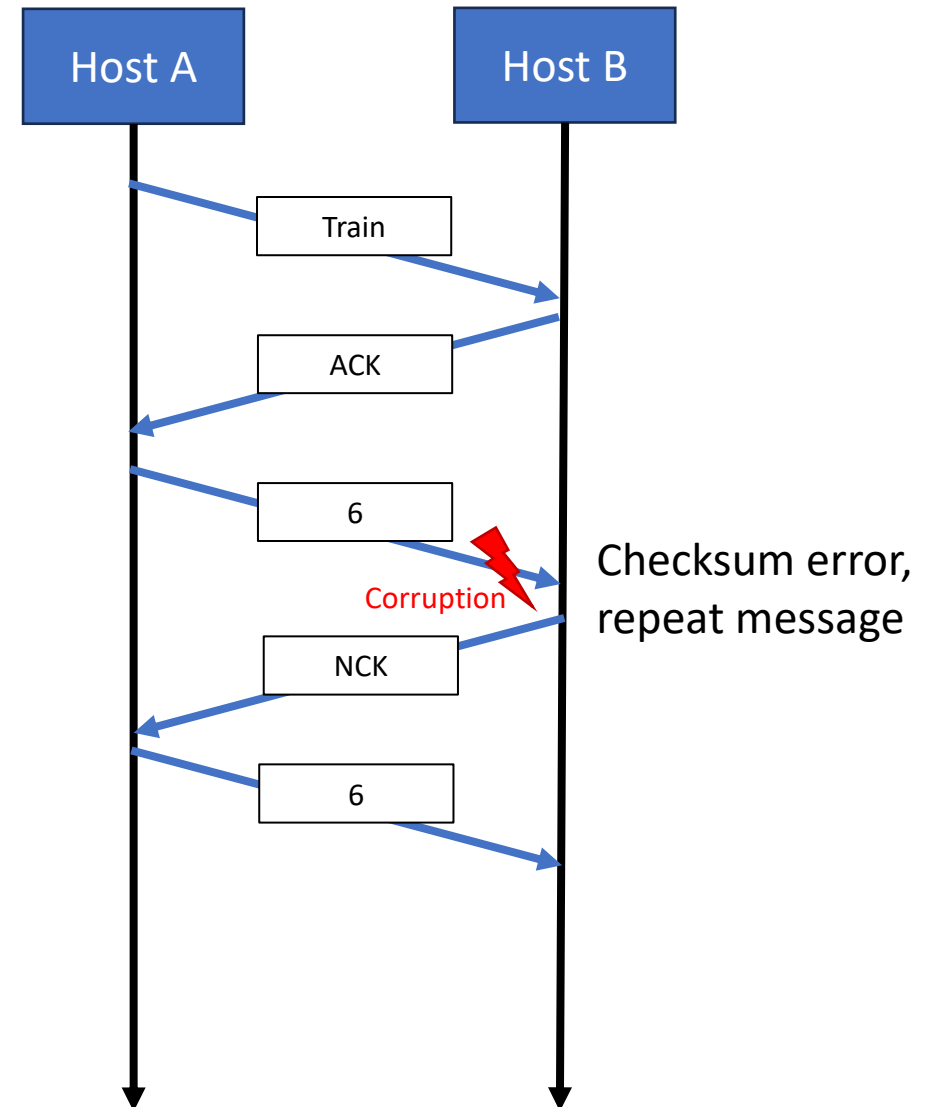 Host A
Host B
Train
ACK
6
Corruption
Checksum error,
repeat message
NCK
6